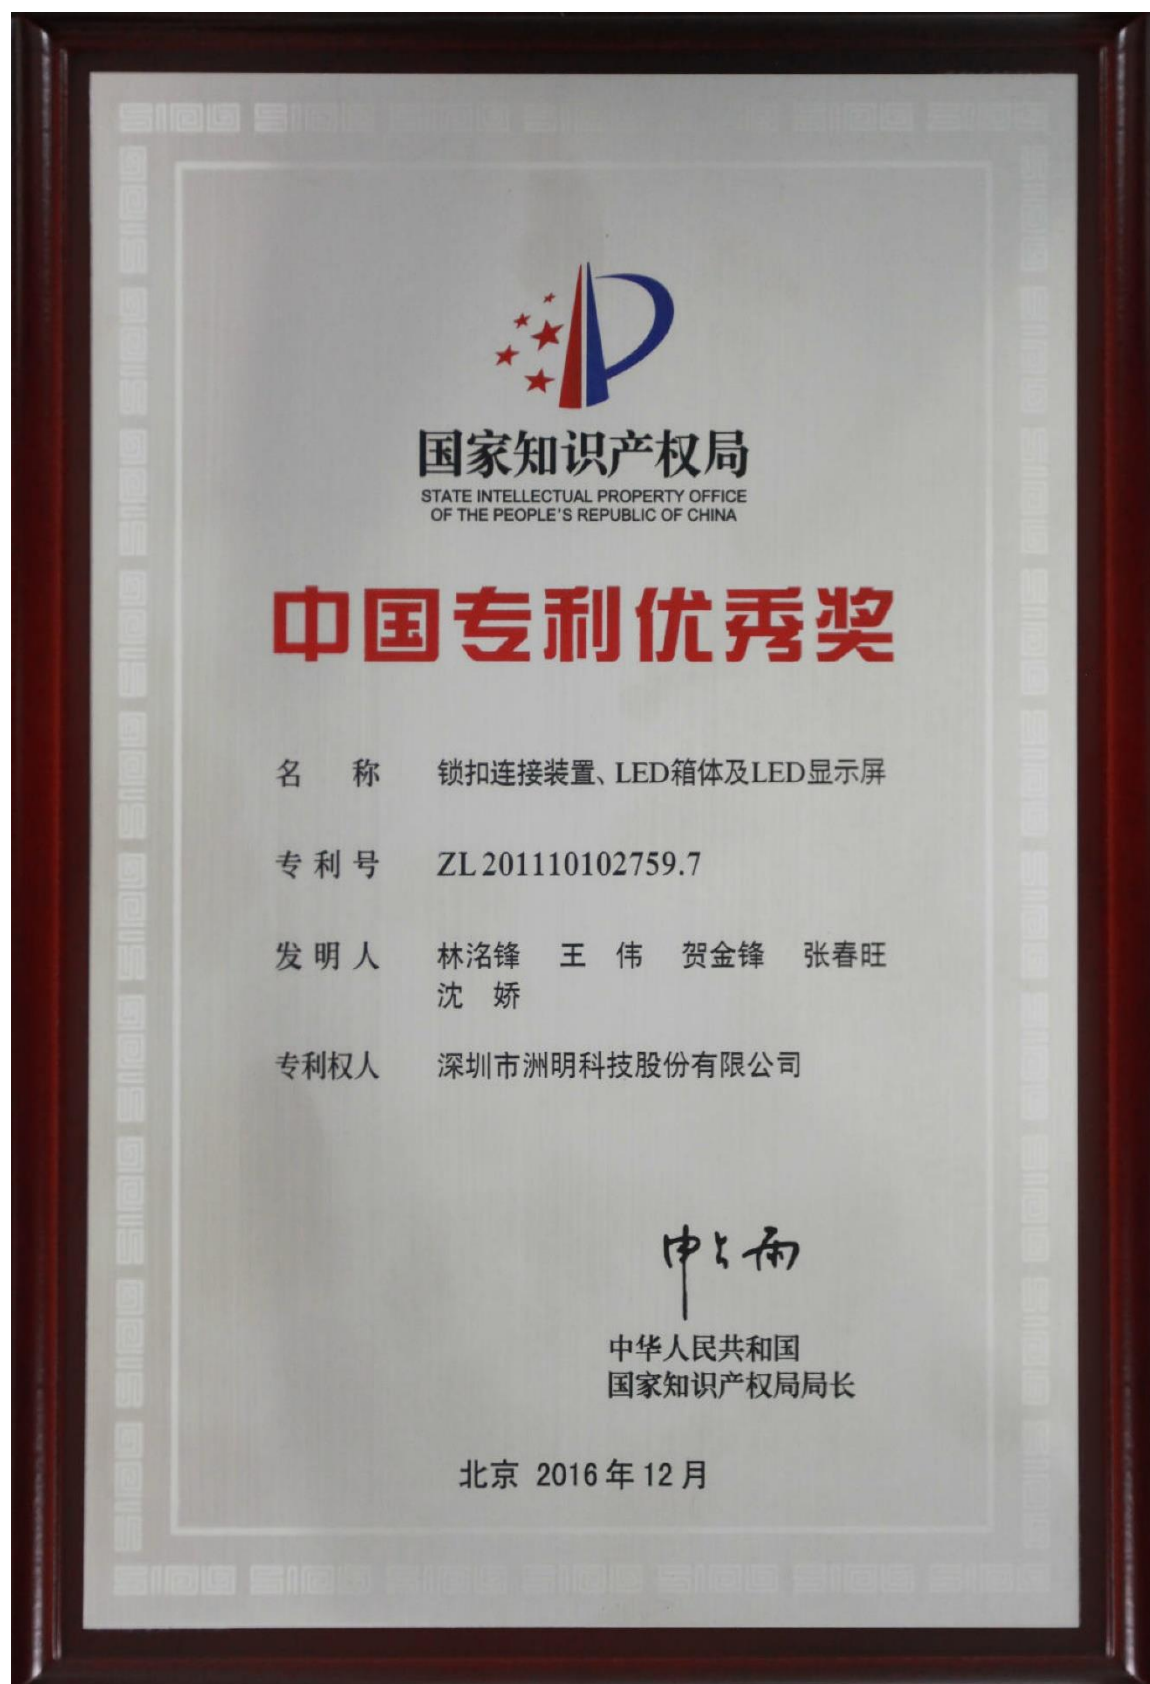 国家知识产权局
STATE INTELLECTUAL PROPERTY OFFICE
OF THE PEOPLE'S REPUBLIC OF CHINA
中国专利优秀奖
名 称 锁扣连接装置、LED箱体及LED显示屏
专利号 ZL 201110102759.7
发明人 林洺锋 王伟 贺金锋 张春旺
沈娇
专利权人 深圳市洲明科技股份有限公司
申长雨
中华人民共和国
国家知识产权局局长
北京 2016年12月